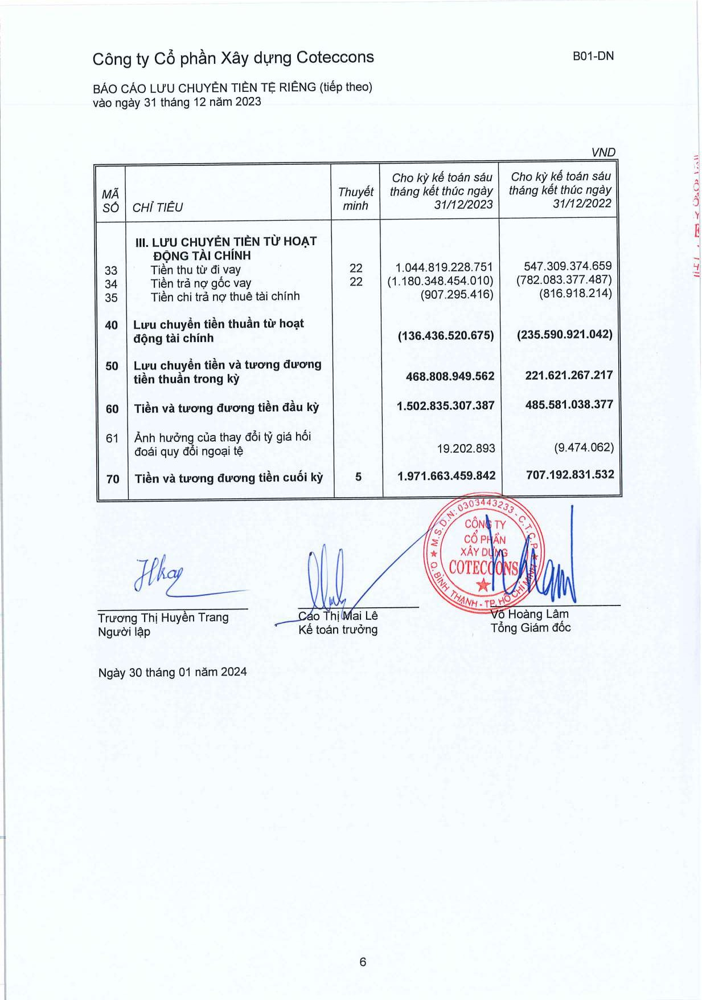 Công ty Cổ phần Xây dựng Coteccons
B01-DN
BÁO CÁO LƯU CHUYỂN TIỀN TỆ RIÊNG (tiếp theo)
vào ngày 31 tháng 12 năm 2023
VND
MÃ SỐ CHỈ TIÊU Thuyết minh Cho kỳ kế toán sáu tháng kết thúc ngày 31/12/2023 Cho kỳ kế toán sáu tháng kết thúc ngày 31/12/2022
III. LƯU CHUYỂN TIỀN TỪ HOẠT
ĐỘNG TÀI CHÍNH
33 Tiền thu từ đi vay 22 1.044.819.228.751 547.309.374.659
34 Tiền trả nợ gốc vay 22 (1.180.348.454.010) (782.083.377.487)
35 Tiền chi trả nợ thuê tài chính (907.295.416) (816.918.214)
40 Lưu chuyển tiền thuần từ hoạt
động tài chính (136.436.520.675) (235.590.921.042)
50 Lưu chuyển tiền và tương đương
tiền thuần trong kỳ 468.808.949.562 221.621.267.217
60 Tiền và tương đương tiền đầu kỳ 1.502.835.307.387 485.581.038.377
61 Ảnh hưởng của thay đổi tỷ giá hối
đoái quy đổi ngoại tệ 19.202.893 (9.474.062)
70 Tiền và tương đương tiền cuối kỳ 5 1.971.663.459.842 707.192.831.532
M.S.D.N: 0303443233 - C.T.C.P
CÔNG TY
CỔ PHẦN
XÂY DỰNG
COTECCONS
Q. BÌNH THẠNH - TP. HỒ CHÍ MINH
Trương Thị Huyền Trang
Người lập
Cao Thị Mai Lê
Kế toán trưởng
Võ Hoàng Lâm
Tổng Giám đốc
Ngày 30 tháng 01 năm 2024
6